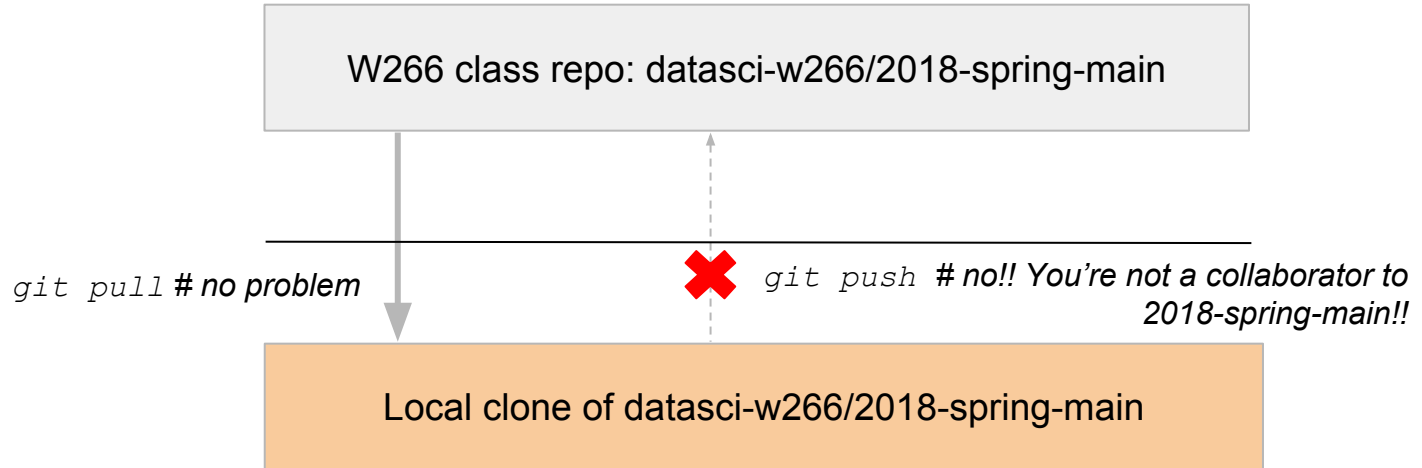 W266 class repo: datasci-w266/2018-spring-main
git pull # no problem
git push # no!! You’re not a collaborator to
2018-spring-main!!
Local clone of datasci-w266/2018-spring-main